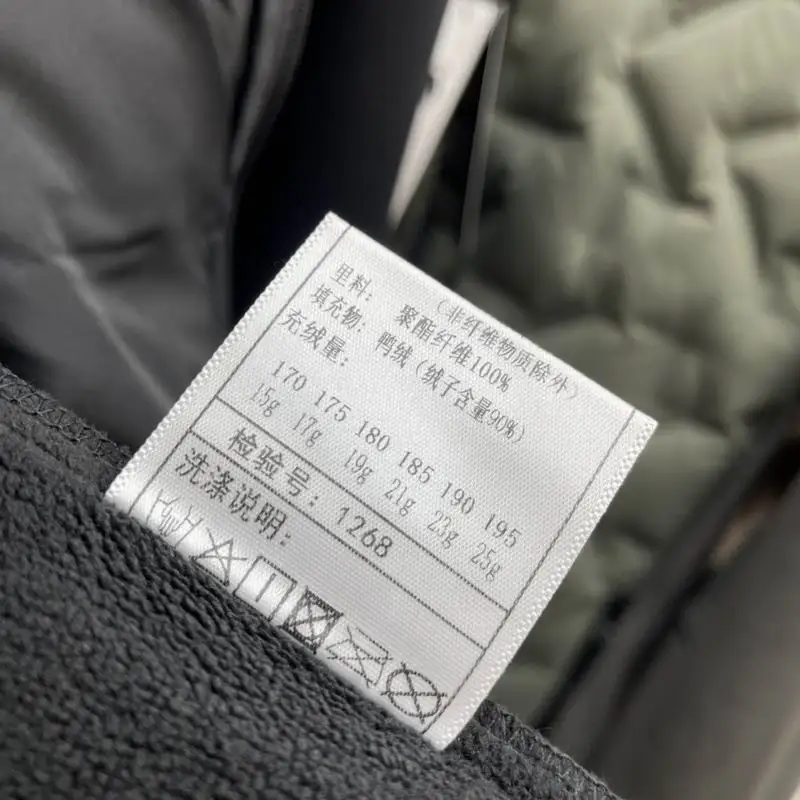 （非纤维物质除外）
里料： 聚酯纤维100%
填充物： 鸭绒（绒子含量90%）
充绒量：
170 175 180 185 190 195
15g 17g 19g 21g 23g 25g
检验号：1268
洗涤说明：